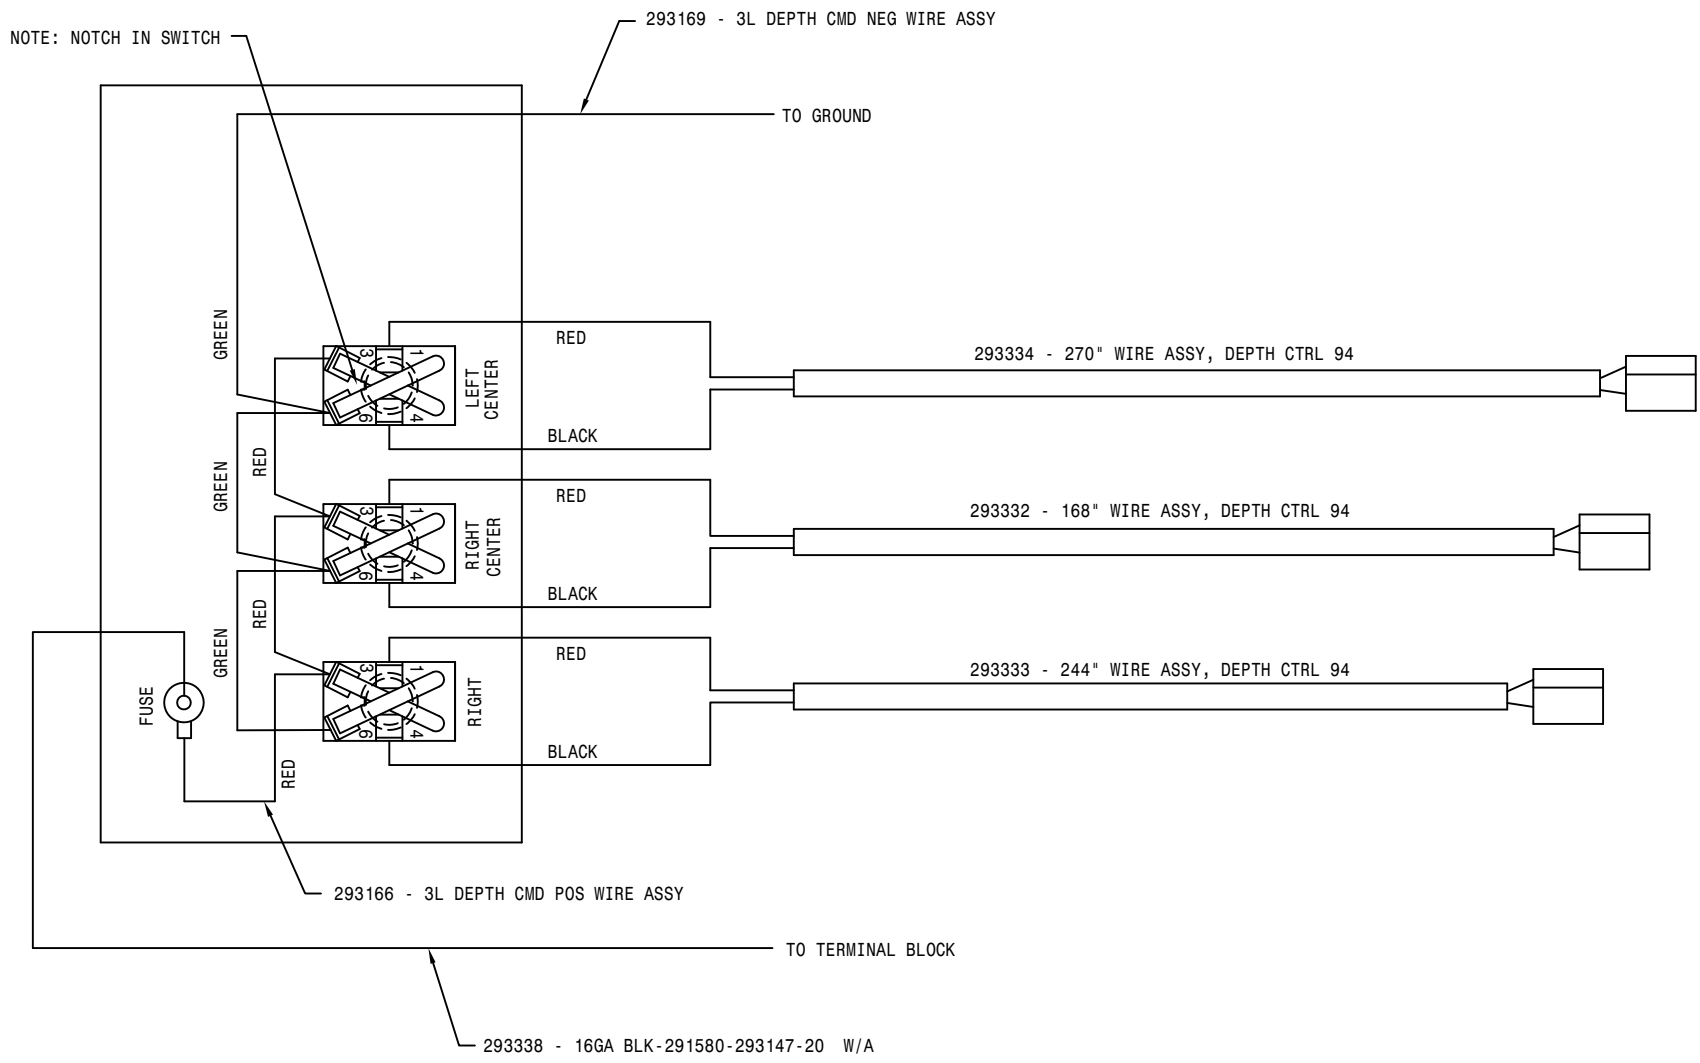 293169 - 3L DEPTH CMD NEG WIRE ASSY
NOTE: NOTCH IN SWITCH
TO GROUND
GREEN
RED
3
1
6
4
LEFT
CENTER
293334 - 270" WIRE ASSY, DEPTH CTRL 94
BLACK
GREEN
RED
RED
3
1
6
4
RIGHT
CENTER
293332 - 168" WIRE ASSY, DEPTH CTRL 94
BLACK
GREEN
RED
RED
3
1
6
4
RIGHT
293333 - 244" WIRE ASSY, DEPTH CTRL 94
FUSE
BLACK
RED
293166 - 3L DEPTH CMD POS WIRE ASSY
TO TERMINAL BLOCK
293338 - 16GA BLK-291580-293147-20 W/A